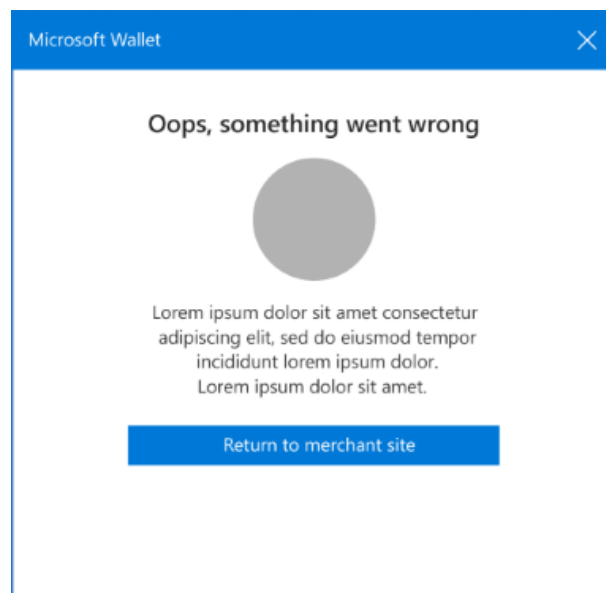 Microsoft Wallet
Oops, something went wrong
Lorem ipsum dolor sit amet consectetur
adipiscing elit, sed do eiusmod tempor
incididunt lorem ipsum dolor.
Lorem ipsum dolor sit amet.
Return to merchant site